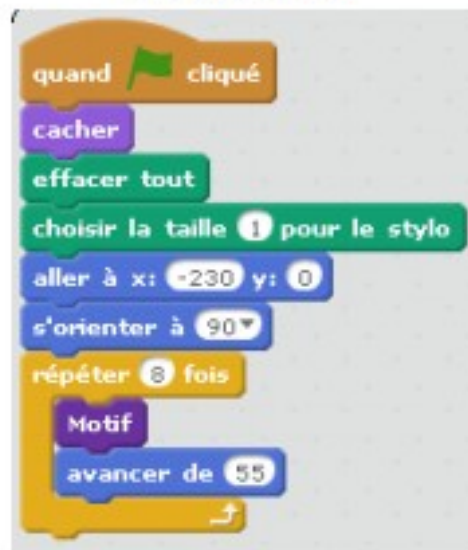 quand cliqué
cacher
effacer tout
choisir la taille 1 pour le stylo
aller à x: -230 y: 0
s'orienter à 90
répéter 8 fois
Motif
avancer de 55